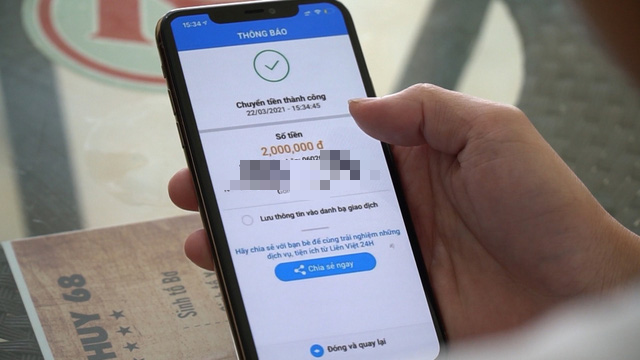 15:34
THÔNG BÁO
Chuyển tiền thành công
22/03/2021 - 15:34:45
Số tiền
2,000,000 đ
Lưu thông tin vào danh bạ giao dịch
Hãy chia sẻ với bạn bè để cùng trải nghiệm những
dịch vụ, tiện ích từ Liên Việt 24H
Chia sẻ ngay
Đóng và quay lại
HUY 68
Sinh tố Bơ